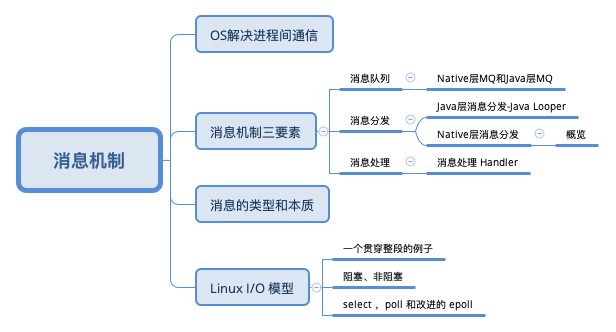 消息机制
OS解决进程间通信
消息机制三要素
消息队列
Native层MQ和Java层MQ
消息分发
Java层消息分发-Java Looper
Native层消息分发
概览
消息处理
消息处理 Handler
消息的类型和本质
Linux I/O 模型
一个贯穿整段的例子
阻塞、非阻塞
select ，poll 和改进的 epoll